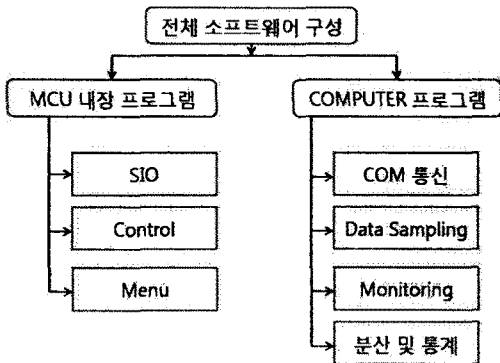 전체 소프트웨어 구성
MCU 내장 프로그램
SIO
Control
Menu
COMPUTER 프로그램
COM 통신
Data Sampling
Monitoring
분산 및 통계